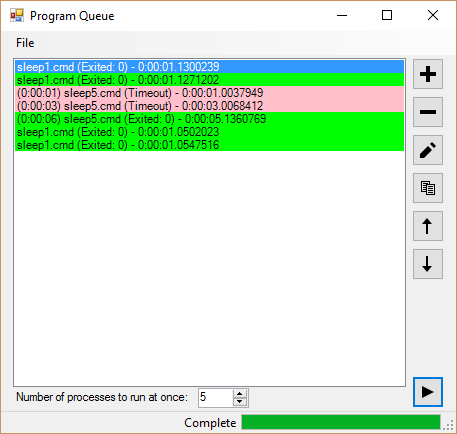 Program Queue
File
sleep1.cmd (Exited: 0) - 0:00:01.1300239
sleep1.cmd (Exited: 0) - 0:00:01.1271202
(0:00:01) sleep5.cmd (Timeout) - 0:00:01.0037949
(0:00:03) sleep5.cmd (Timeout) - 0:00:03.0068412
(0:00:06) sleep5.cmd (Exited: 0) - 0:00:05.1360769
sleep1.cmd (Exited: 0) - 0:00:01.0502023
sleep1.cmd (Exited: 0) - 0:00:01.0547516
Number of processes to run at once: 5
Complete